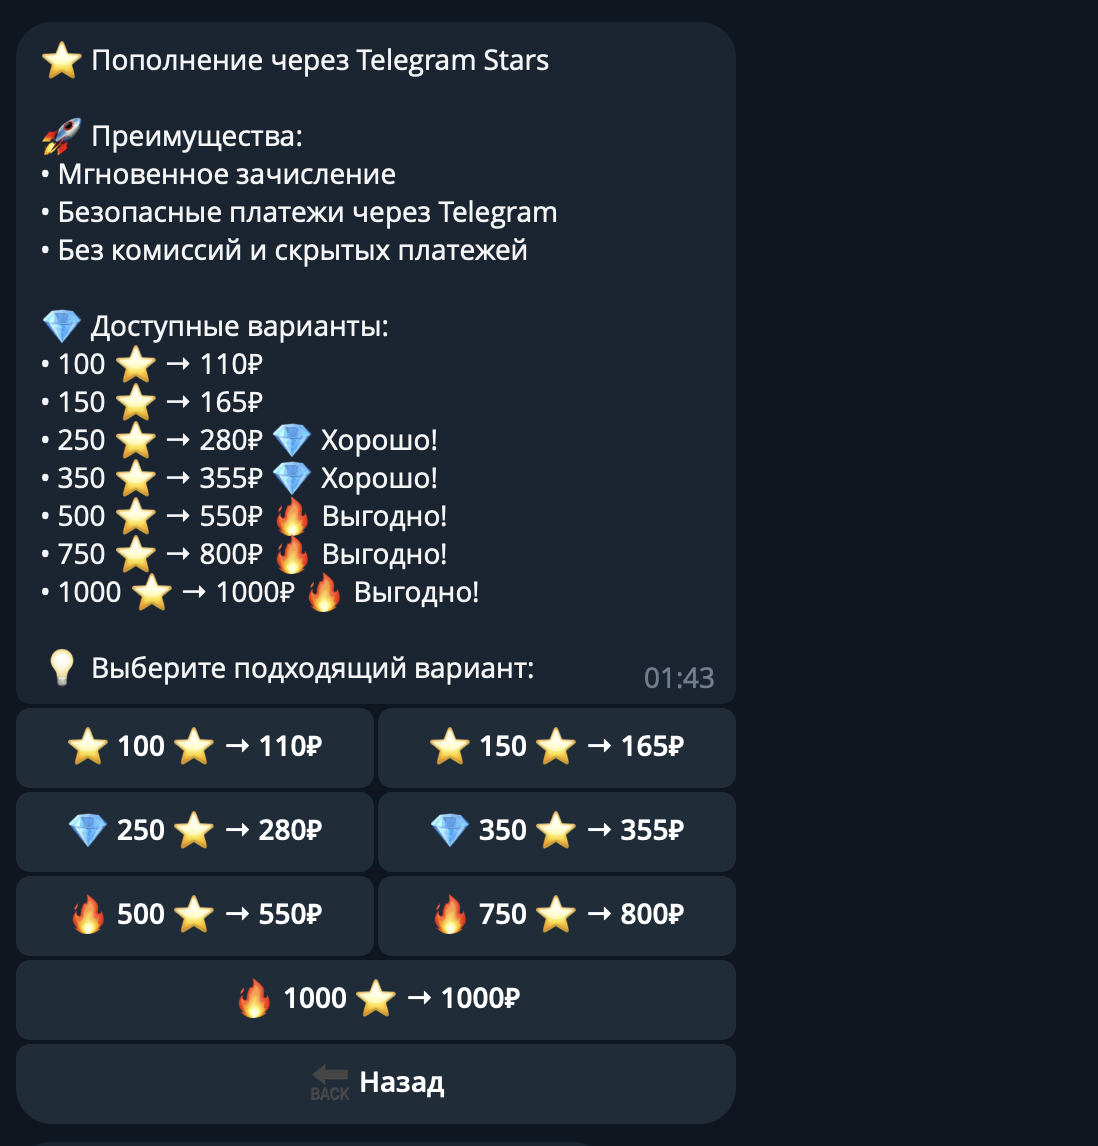 ⭐ Пополнение через Telegram Stars
🚀 Преимущества:
• Мгновенное зачисление
• Безопасные платежи через Telegram
• Без комиссий и скрытых платежей
💎 Доступные варианты:
• 100 ⭐ → 110₽
• 150 ⭐ → 165₽
• 250 ⭐ → 280₽ 💎 Хорошо!
• 350 ⭐ → 355₽ 💎 Хорошо!
• 500 ⭐ → 550₽ 🔥 Выгодно!
• 750 ⭐ → 800₽ 🔥 Выгодно!
• 1000 ⭐ → 1000₽ 🔥 Выгодно!
💡 Выберите подходящий вариант:
01:43
⭐ 100 ⭐ → 110₽
⭐ 150 ⭐ → 165₽
💎 250 ⭐ → 280₽
💎 350 ⭐ → 355₽
🔥 500 ⭐ → 550₽
🔥 750 ⭐ → 800₽
🔥 1000 ⭐ → 1000₽
🔙 Назад